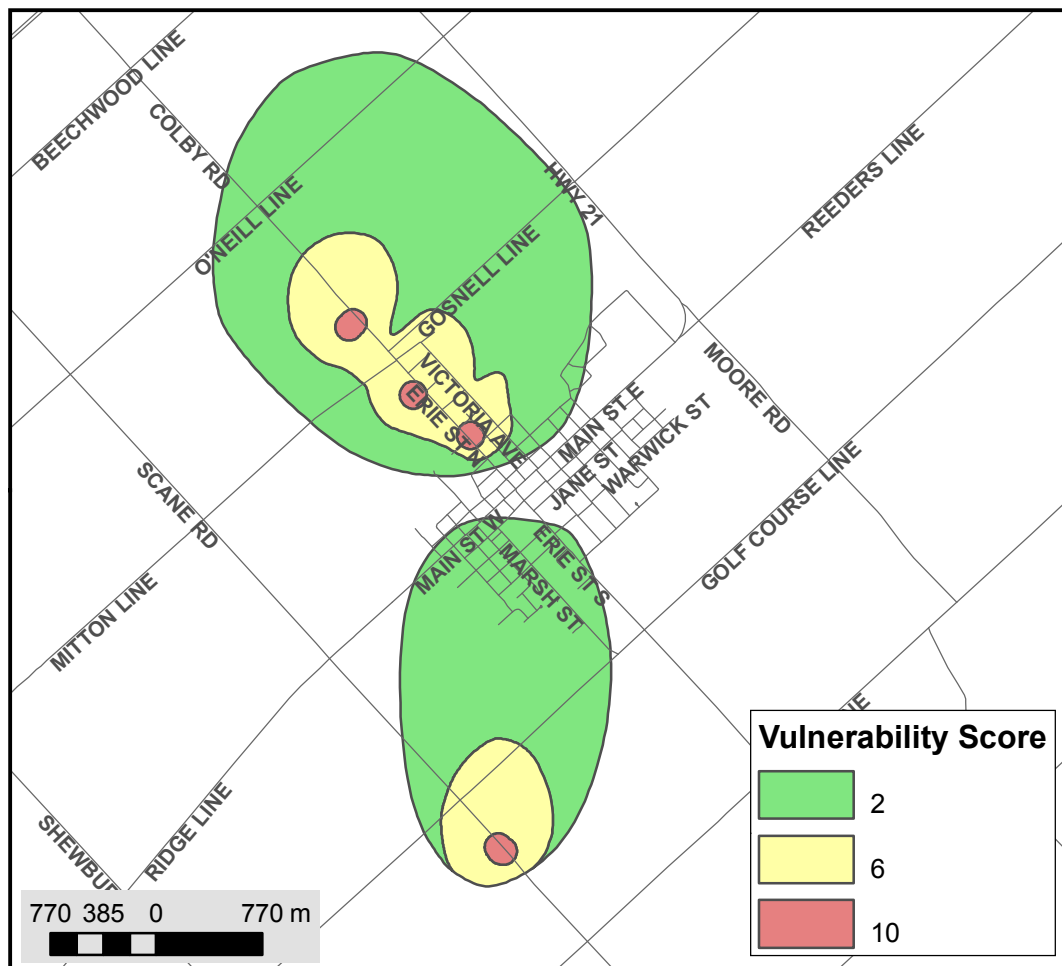 BEECHWOOD LINE
COLBY RD
HWY 21
REEDERS LINE
O'NEILL LINE
GOSNELL LINE
VICTORIA AVE
ERIE ST N
MAIN ST E
JANE ST
WARWICK ST
MOORE RD
SCANE RD
MAIN ST W
MARSH ST
ERIE ST S
GOLF COURSE LINE
MITTON LINE
RIDGE LINE
SHEWBUR
Vulnerability Score
2
6
10
770 385 0 770 m